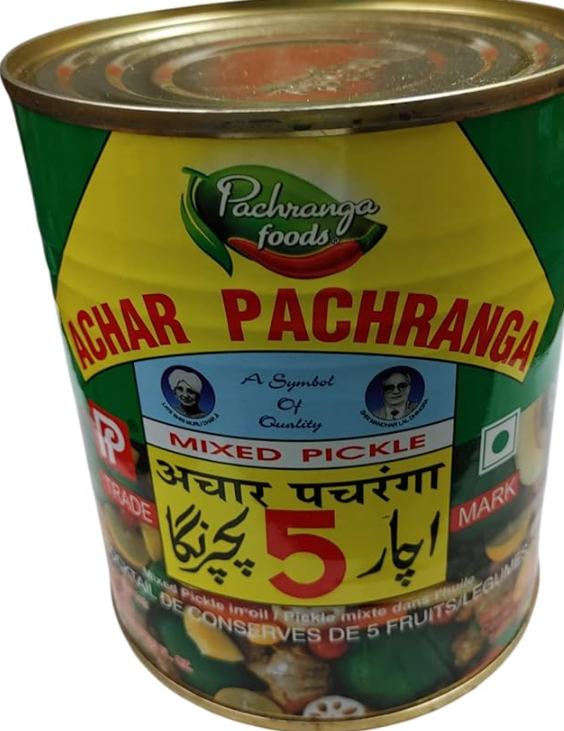 Pachranga
foods
ACHAR PACHRANGA
A Symbol
Of
Quality
MIXED PICKLE
अचार पचरंगा
اچار 5 پچرنگا
TRADE MARK
Mixed Pickle in oil / Pickle mixte dans l'huile
COCKTAIL DE CONSERVES DE 5 FRUITS/LEGUMES